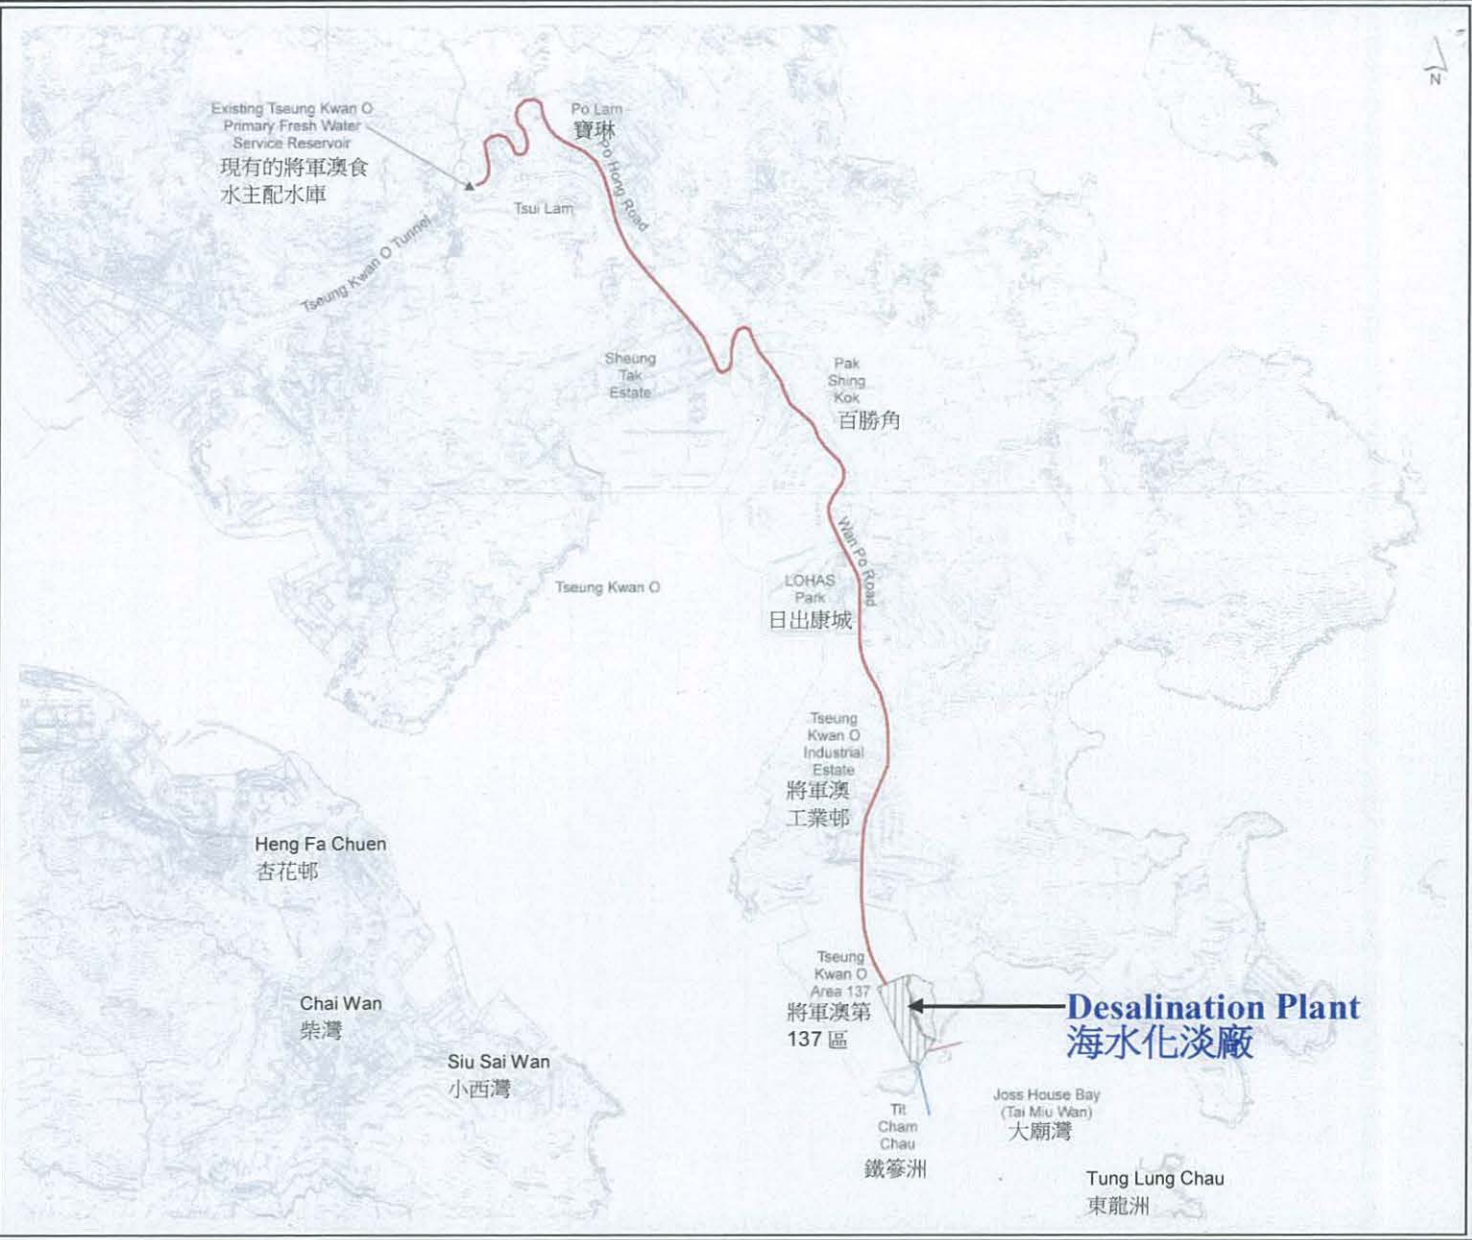 N
Existing Tseung Kwan O
Primary Fresh Water
Service Reservoir
現有的將軍澳食
水主配水庫
Po Lam
寶琳
Po Hong Road
Tsui Lam
Tseung Kwan O Tunnel
Sheung
Tak
Estate
Pak
Shing
Kok
百勝角
Wan Po Road
Tseung Kwan O
LOHAS
Park
日出康城
Tseung
Kwan O
Industrial
Estate
將軍澳
工業邨
Heng Fa Chuen
杏花邨
Tseung
Kwan O
Area 137
將軍澳第
137 區
Desalination Plant
海水化淡廠
Chai Wan
柴灣
Siu Sai Wan
小西灣
Tit
Cham
Chau
鐵篸洲
Joss House Bay
(Tai Miu Wan)
大廟灣
Tung Lung Chau
東龍洲